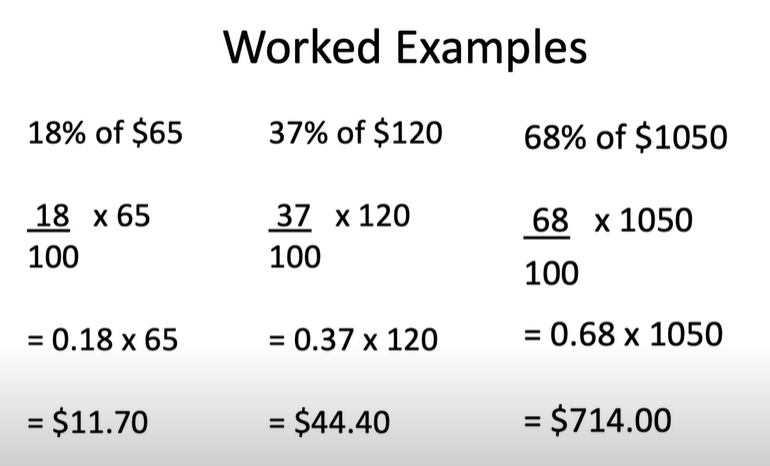 Worked Examples
18% of $65
18 x 65
100
= 0.18 x 65
= $11.70
37% of $120
37 x 120
100
= 0.37 x 120
= $44.40
68% of $1050
68 x 1050
100
= 0.68 x 1050
= $714.00